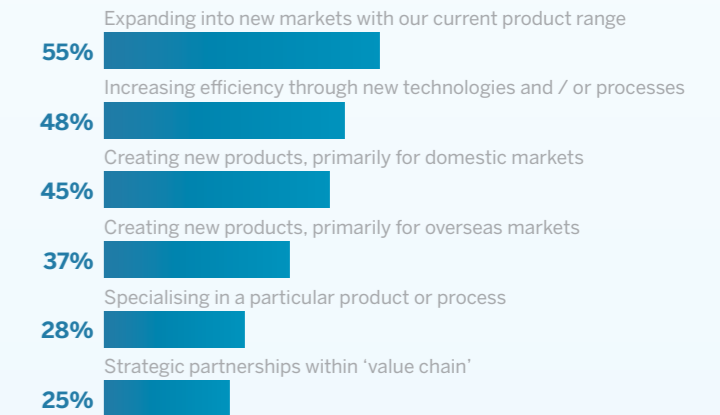 Expanding into new markets with our current product range
55%
Increasing efficiency through new technologies and / or processes
48%
Creating new products, primarily for domestic markets
45%
Creating new products, primarily for overseas markets
37%
Specialising in a particular product or process
28%
Strategic partnerships within ‘value chain’
25%